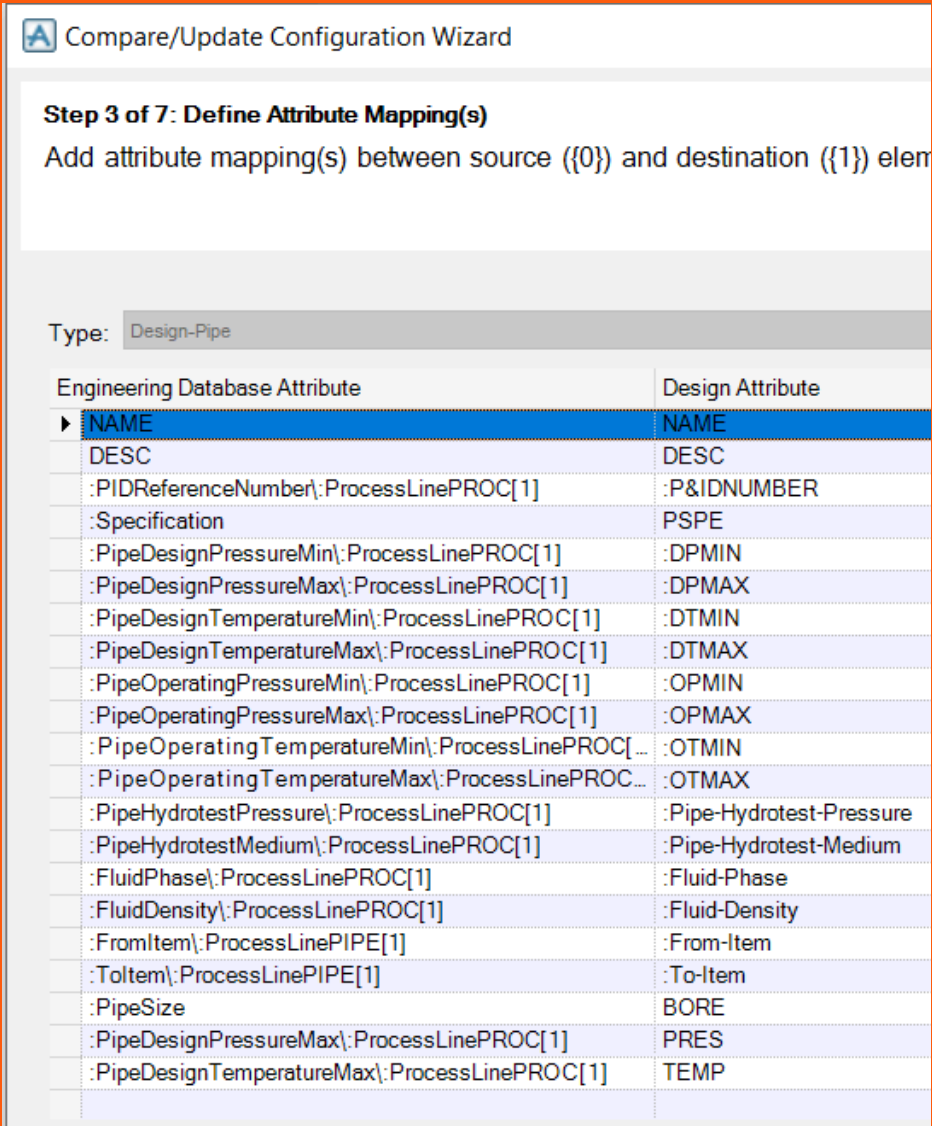 Compare/Update Configuration Wizard
Step 3 of 7: Define Attribute Mapping(s)
Add attribute mapping(s) between source ({0}) and destination ({1}) elem
Type: Design-Pipe
Engineering Database Attribute Design Attribute
NAME NAME
DESC DESC
:PIDReferenceNumber\:ProcessLinePROC[1] :P&IDNUMBER
:Specification PSPE
:PipeDesignPressureMin\:ProcessLinePROC[1] :DPMIN
:PipeDesignPressureMax\:ProcessLinePROC[1] :DPMAX
:PipeDesignTemperatureMin\:ProcessLinePROC[1] :DTMIN
:PipeDesignTemperatureMax\:ProcessLinePROC[1] :DTMAX
:PipeOperatingPressureMin\:ProcessLinePROC[1] :OPMIN
:PipeOperatingPressureMax\:ProcessLinePROC[1] :OPMAX
:PipeOperatingTemperatureMin\:ProcessLinePROC[... :OTMIN
:PipeOperatingTemperatureMax\:ProcessLinePROC... :OTMAX
:PipeHydrotestPressure\:ProcessLinePROC[1] :Pipe-Hydrotest-Pressure
:PipeHydrotestMedium\:ProcessLinePROC[1] :Pipe-Hydrotest-Medium
:FluidPhase\:ProcessLinePROC[1] :Fluid-Phase
:FluidDensity\:ProcessLinePROC[1] :Fluid-Density
:FromItem\:ProcessLinePIPE[1] :From-Item
:ToItem\:ProcessLinePIPE[1] :To-Item
:PipeSize BORE
:PipeDesignPressureMax\:ProcessLinePROC[1] PRES
:PipeDesignTemperatureMax\:ProcessLinePROC[1] TEMP